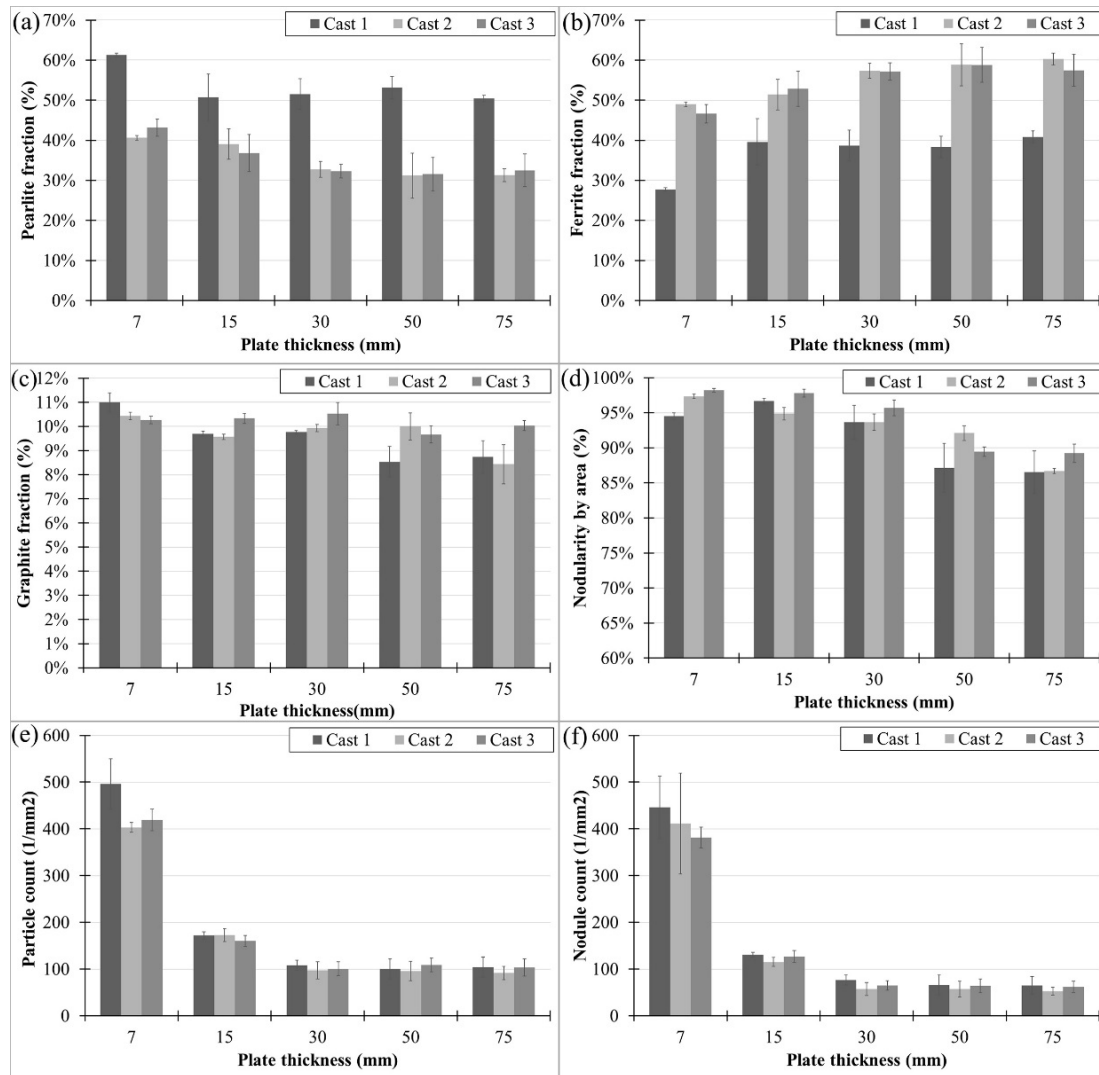 (a)
Cast 1 Cast 2 Cast 3
70%
60%
50%
40%
30%
20%
10%
0%
Pearlite fraction (%)
7 15 30 50 75
Plate thickness (mm)
(b)
Cast 1 Cast 2 Cast 3
70%
60%
50%
40%
30%
20%
10%
0%
Ferrite fraction (%)
7 15 30 50 75
Plate thickness (mm)
(c)
Cast 1 Cast 2 Cast 3
12%
11%
10%
9%
8%
7%
6%
5%
4%
3%
2%
1%
0%
Graphite fraction (%)
7 15 30 50 75
Plate thickness(mm)
(d)
Cast 1 Cast 2 Cast 3
100%
95%
90%
85%
80%
75%
70%
65%
60%
Nodularity by area (%)
7 15 30 50 75
Plate thickness (mm)
(e)
Cast 1 Cast 2 Cast 3
600
500
400
300
200
100
0
Particle count (1/mm2)
7 15 30 50 75
Plate thickness (mm)
(f)
Cast 1 Cast 2 Cast 3
600
500
400
300
200
100
0
Nodule count (1/mm2)
7 15 30 50 75
Plate thickness (mm)